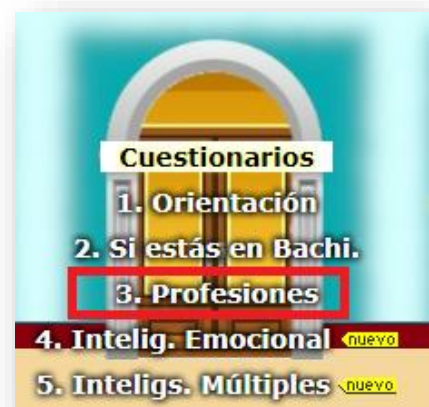 Cuestionarios
1. Orientación
2. Si estás en Bachi.
3. Profesiones
4. Intelig. Emocional nuevo
5. Inteligs. Múltiples nuevo